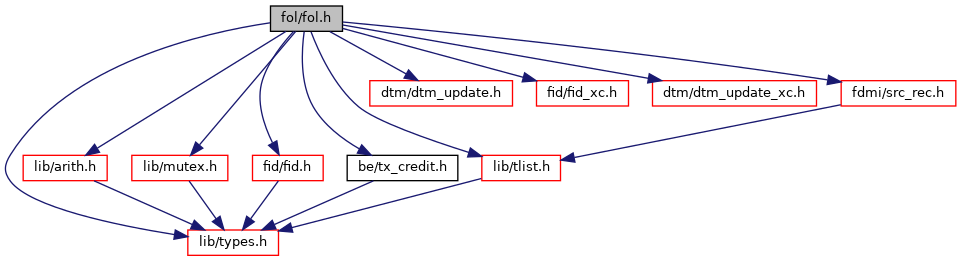 fol/fol.h
dtm/dtm_update.h
fid/fid_xc.h
dtm/dtm_update_xc.h
fdmi/src_rec.h
lib/arith.h
lib/mutex.h
fid/fid.h
be/tx_credit.h
lib/tlist.h
lib/types.h